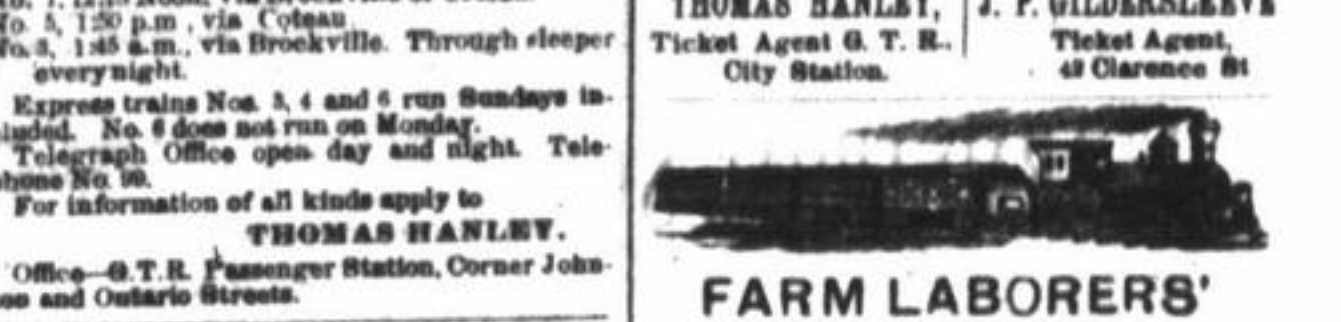 No. 5, 1:50 p.m., via Coteau.
No. 3, 1:45 a.m., via Brockville. Through sleeper
every night.
Express trains Nos. 3, 4 and 6 run Sundays in-
cluded. No. 6 does not run on Monday.
Telegraph Office open day and night. Tele-
phone No. 99.
For information of all kinds apply to
THOMAS HANLEY.
Office—G.T.R. Passenger Station, Corner John-
son and Ontario Streets.
THOMAS HANLEY,
Ticket Agent G. T. R.,
City Station.
J. P. GILDERSLEEVE
Ticket Agent,
42 Clarence St
FARM LABORERS'